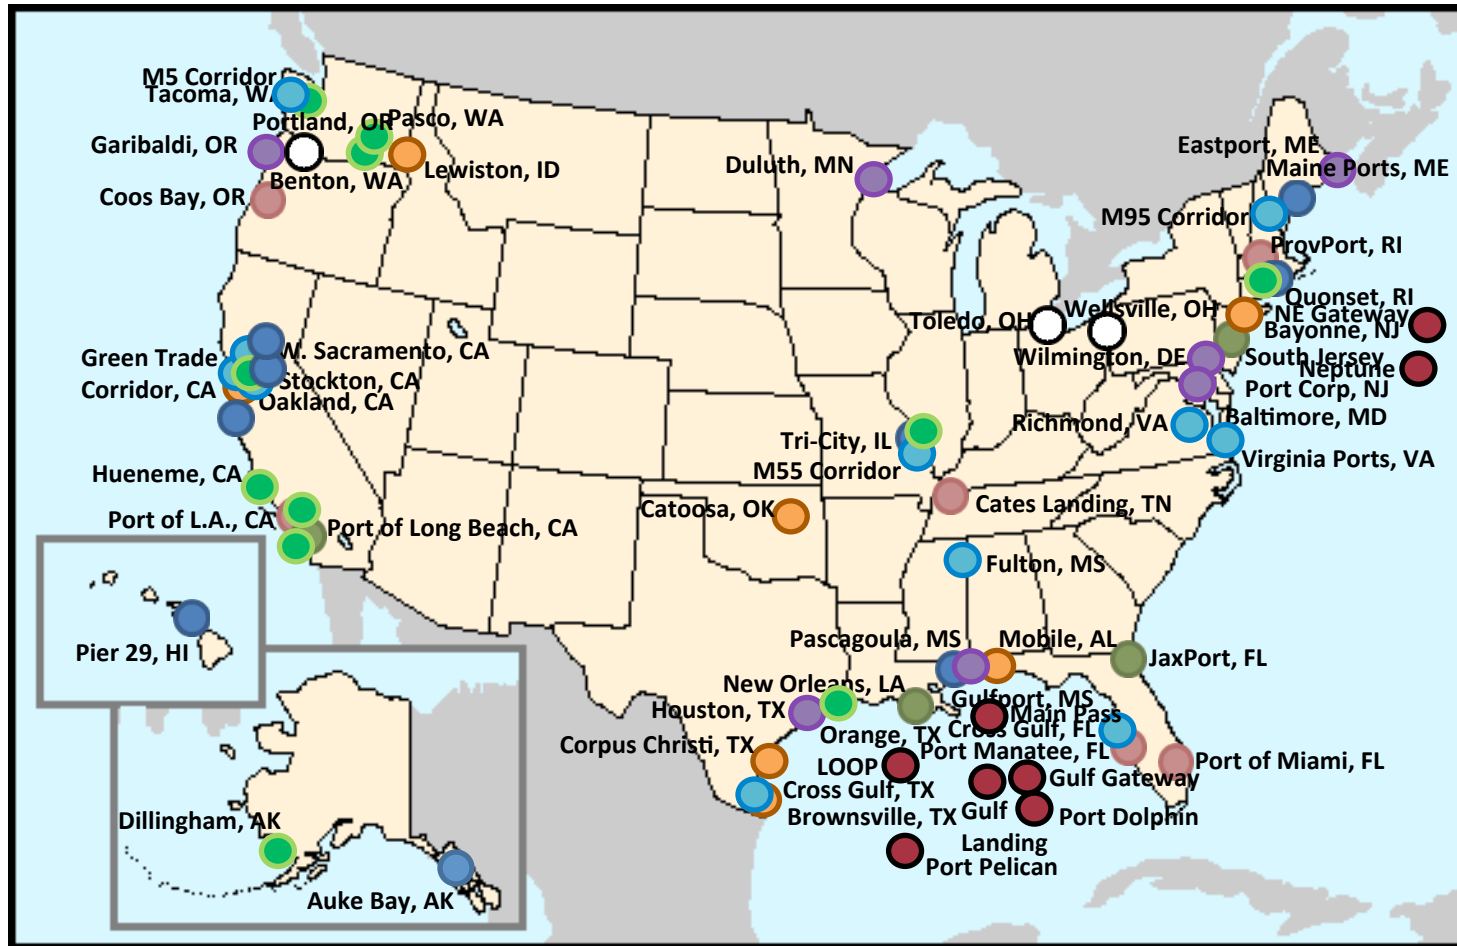 M5 Corridor
Tacoma, WA
Portland, OR
Pasco, WA
Garibaldi, OR
Lewiston, ID
Benton, WA
Coos Bay, OR
Duluth, MN
Eastport, ME
Maine Ports, ME
M95 Corridor
ProvPort, RI
Quonset, RI
NE Gateway
Bayonne, NJ
Toledo, OH
Wellsville, OH
Wilmington, DE
South Jersey
Port Corp, NJ
Neptune
Baltimore, MD
Richmond, VA
Virginia Ports, VA
Green Trade
Corridor, CA
W. Sacramento, CA
Stockton, CA
Oakland, CA
Tri-City, IL
M55 Corridor
Hueneme, CA
Port of L.A., CA
Port of Long Beach, CA
Catoosa, OK
Cates Landing, TN
Fulton, MS
Pier 29, HI
Pascagoula, MS
Mobile, AL
JaxPort, FL
New Orleans, LA
Gulfport, MS
Houston, TX
Main Pass
Orange, TX
Cross Gulf, FL
Corpus Christi, TX
Port Manatee, FL
LOOP
Port of Miami, FL
Gulf Gateway
Cross Gulf, TX
Brownsville, TX
Gulf
Landing
Port Dolphin
Port Pelican
Dillingham, AK
Auke Bay, AK